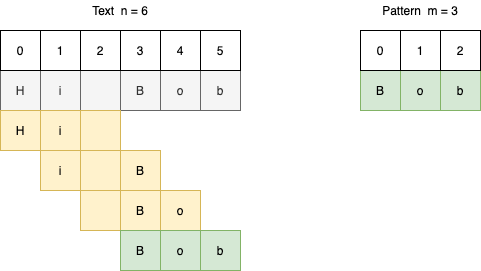 Text n = 6 Pattern m = 3
0 1 2 3 4 5 0 1 2
H i B o b B o b
H i
i B
B o
B o b